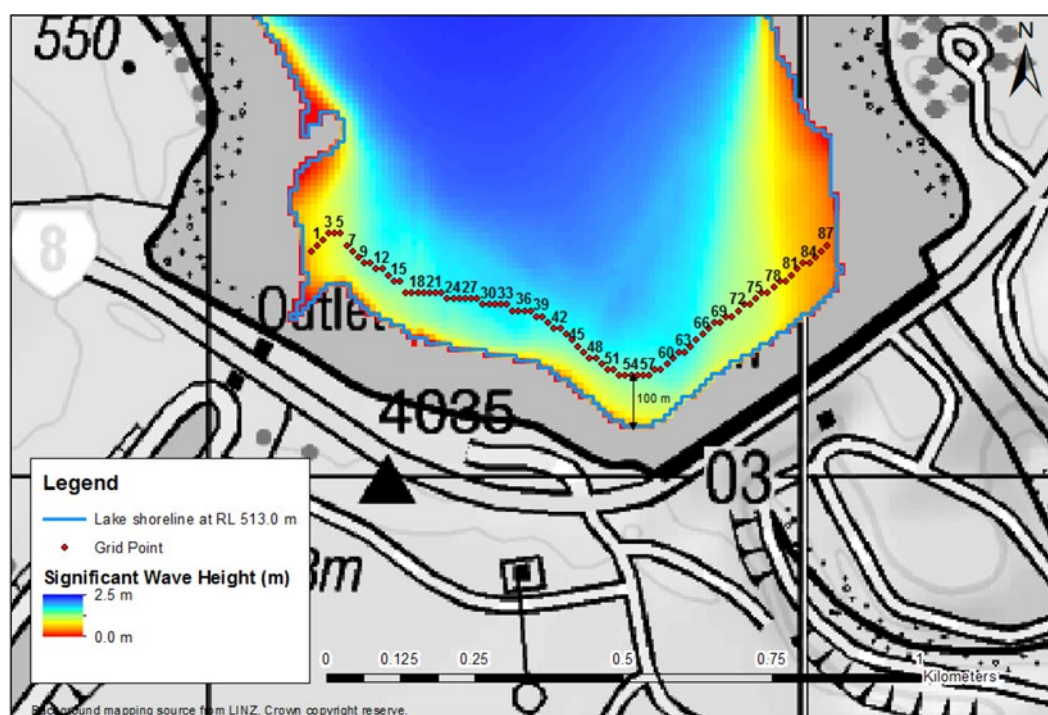 550
N
8
1 3 5 7 9 12 15 18 21 24 27 30 33 36 39 42 45 48 51 54 57 60 63 66 69 72 75 78 81 84 87
Outlet
100 m
4035
03
Legend
Lake shoreline at RL 513.0 m
Grid Point
Significant Wave Height (m)
2.5 m
0.0 m
m
0 0.125 0.25 0.5 0.75 1
Kilometers
Background mapping source from LINZ. Crown copyright reserve.